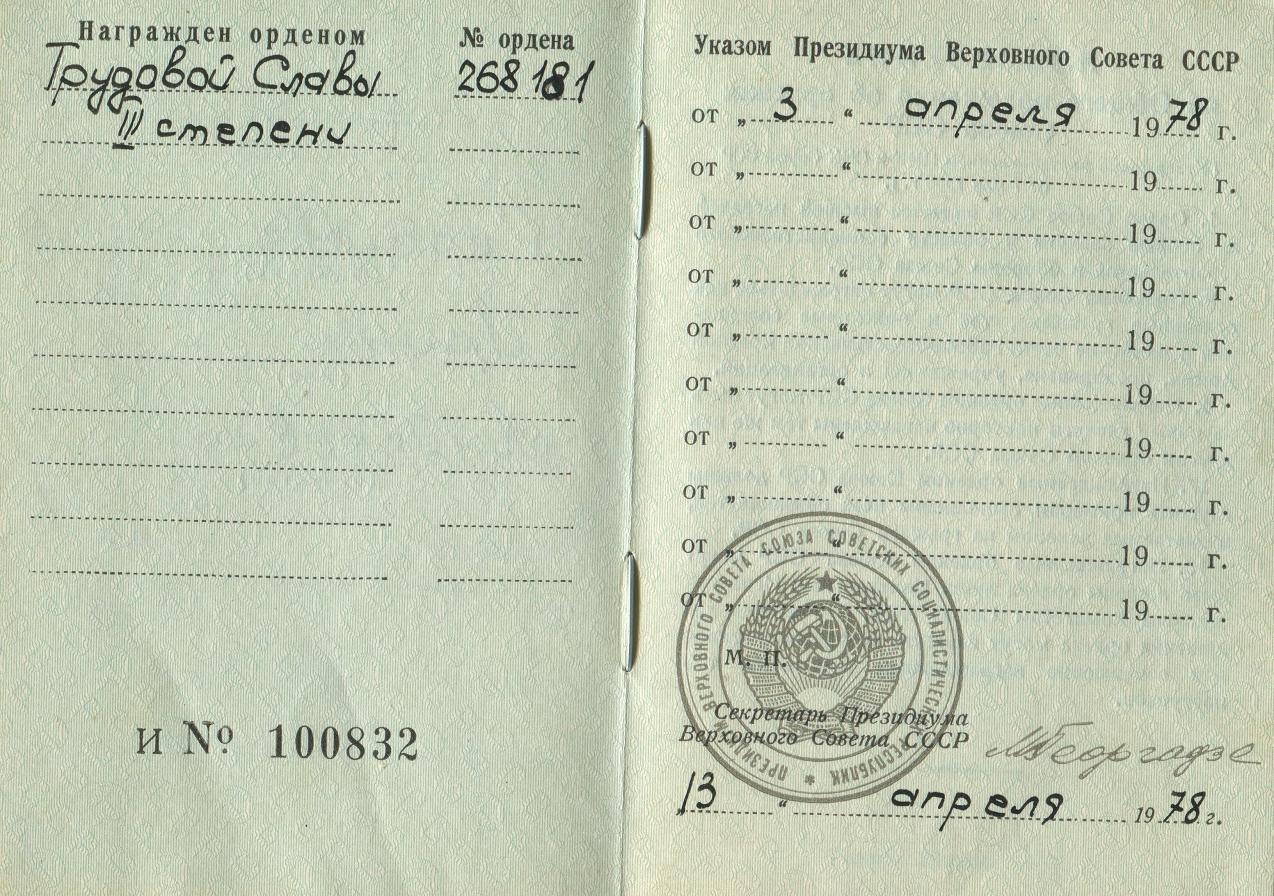 Награжден орденом
№ ордена
Трудовой Славы
268181
III степени
И № 100832
Указом Президиума Верховного Совета СССР
от „ 3 “ апреля 1978 г.
от „ “ 19 г.
от „ “ 19 г.
от „ “ 19 г.
от „ “ 19 г.
от „ “ 19 г.
от „ “ 19 г.
от „ “ 19 г.
от „ “ 19 г.
от „ “ 19 г.
ПРЕЗИДИУМ ВЕРХОВНОГО СОВЕТА СОЮЗА СОВЕТСКИХ СОЦИАЛИСТИЧЕСКИХ РЕСПУБЛИК
М. П.
Секретарь Президиума
Верховного Совета СССР
МГеоргадзе
„13 “ апреля 1978 г.